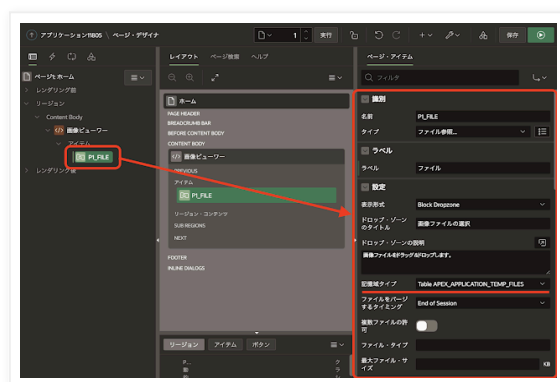 アプリケーション11605 \ ページ・デザイナ
1
実行
保存
レイアウト ページ検索 ヘルプ
ページ・アイテム
フィルタ
ページ1: ホーム
レンダリング前
リージョン
Content Body
画像ビューワー
アイテム
P1_FILE
レンダリング後
ホーム
PAGE HEADER
BREADCRUMBS BAR
BEFORE CONTENT BODY
CONTENT BODY
画像ビューワー
PREVIOUS
アイテム
P1_FILE
リージョン・コンテンツ
SUB REGIONS
NEXT
FOOTER
INLINE DIALOGS
リージョン アイテム ボタン
識別
名前 P1_FILE
タイプ ファイル参照...
ラベル
ラベル ファイル
設定
表示形式 Block Dropzone
ドロップ・ゾーンのタイトル 画像ファイルの選択
ドロップ・ゾーンの説明
画像ファイルをドラッグ&ドロップします。
記憶域タイプ Table APEX_APPLICATION_TEMP_FILES
ファイルをパージするタイミング End of Session
複数ファイルの許可
ファイル・タイプ
最大ファイル・サイズ KB